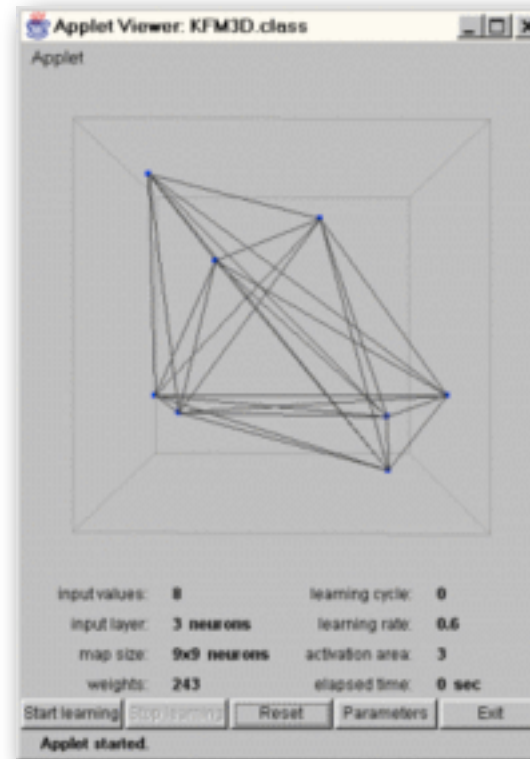 Applet Viewer: KFM3D.class
Applet
input values: 8 learning cycle: 0
input layer: 3 neurons learning rate: 0.6
map size: 9x9 neurons activation area: 3
weights: 243 elapsed time: 0 sec
Start learning Stop learning Reset Parameters Exit
Applet started.